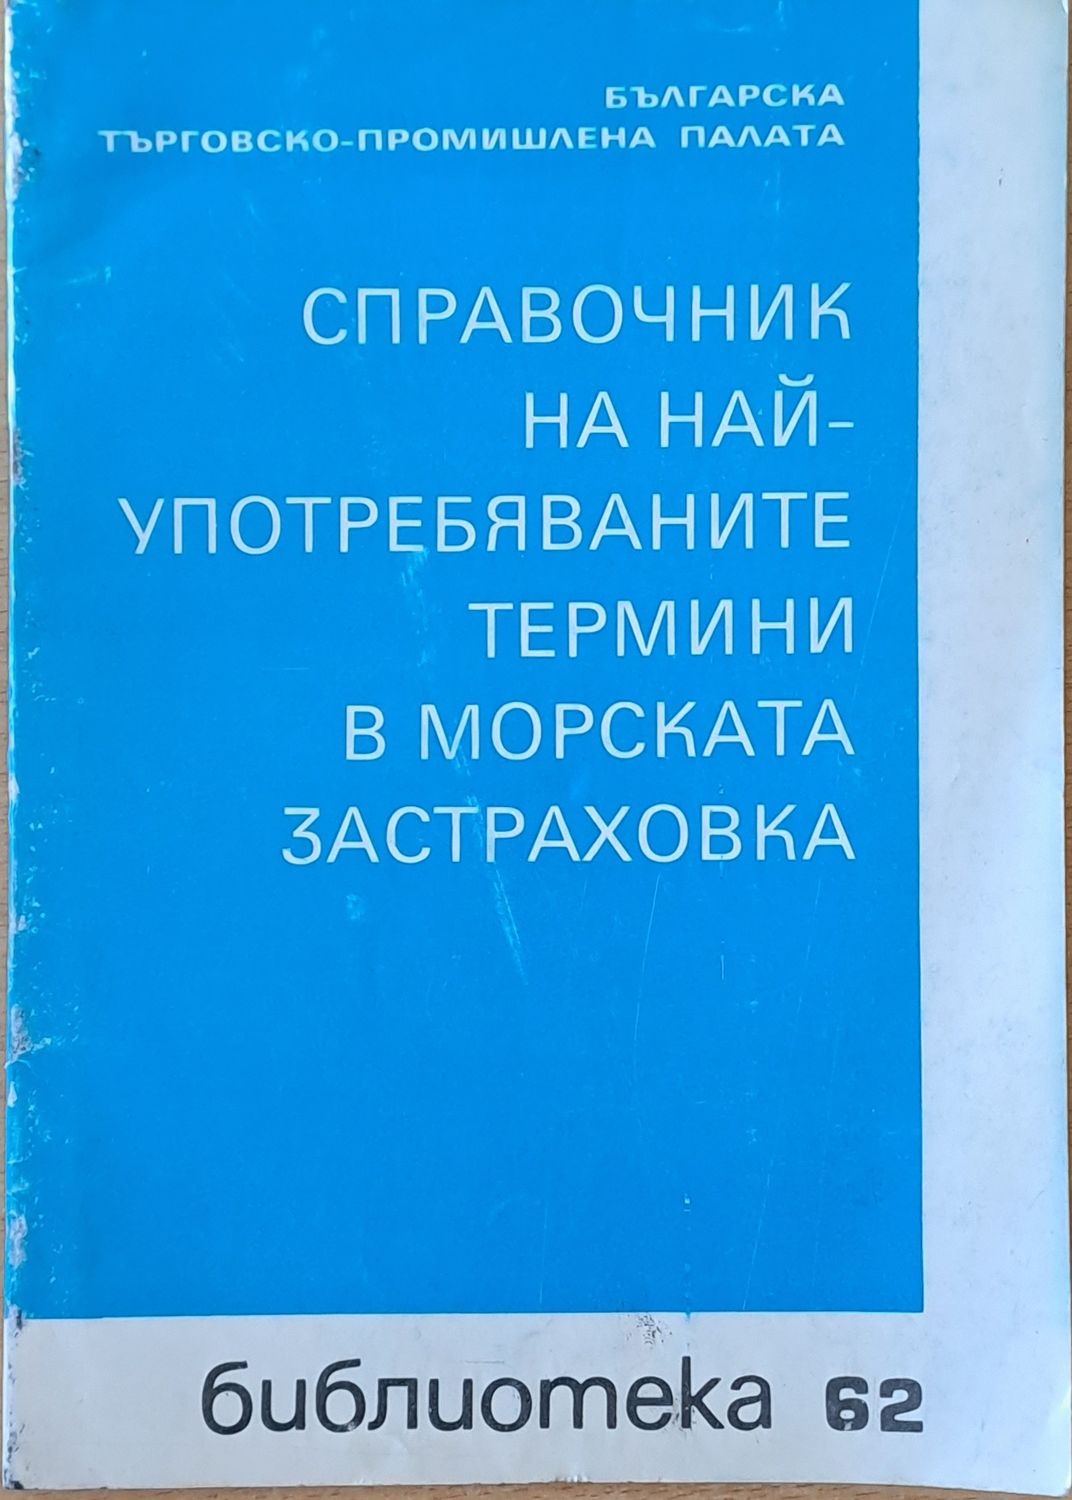 БЪЛГАРСКА
ТЪРГОВСКО-ПРОМИШЛЕНА ПАЛАТА
СПРАВОЧНИК
НА НАЙ-
УПОТРЕБЯВАНИТЕ
ТЕРМИНИ
В МОРСКАТА
ЗАСТРАХОВКА
библиотека 62